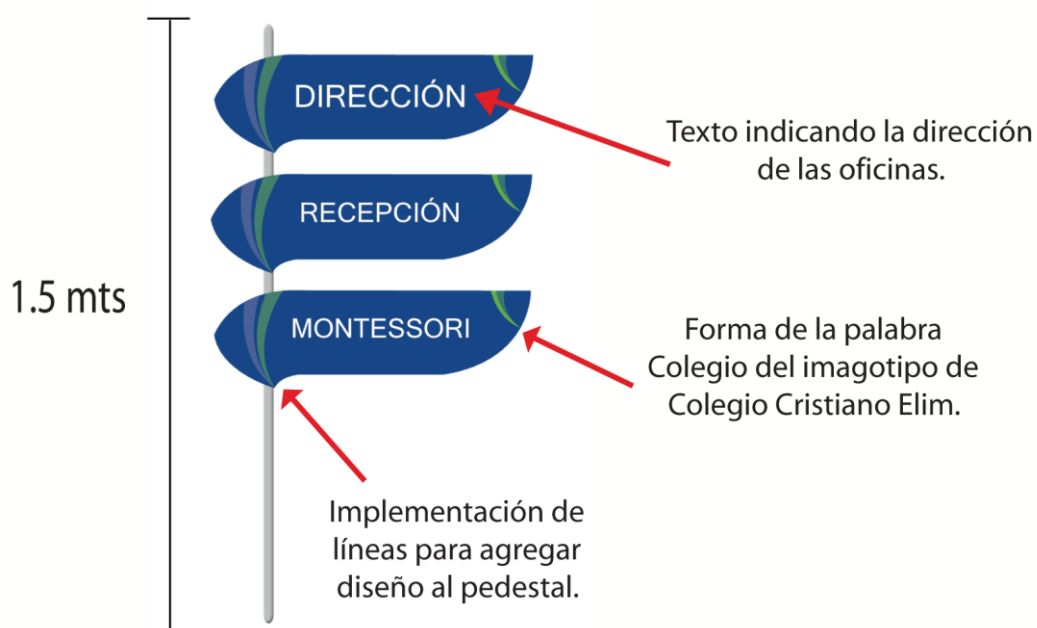 DIRECCIÓN
Texto indicando la dirección
de las oficinas.
RECEPCIÓN
1.5 mts
MONTESSORI
Forma de la palabra
Colegio del imagotipo de
Colegio Cristiano Elim.
Implementación de
líneas para agregar
diseño al pedestal.